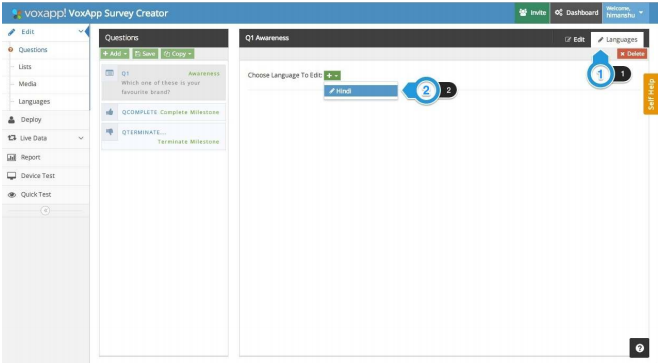 voxapp! VoxApp Survey Creator
Invite
Dashboard
Welcome,
himanshu
Edit
Questions
Lists
Media
Languages
Deploy
Live Data
Report
Device Test
Quick Test
Questions
+ Add
Save
Copy
Q1 Awareness
Which one of these is your
favourite brand?
QCOMPLETE Complete Milestone
QTERMINATE...
Terminate Milestone
Q1 Awareness
Edit
Languages
1 1
× Delete
Choose Language To Edit: +
Hindi
2 2
Self Help
?